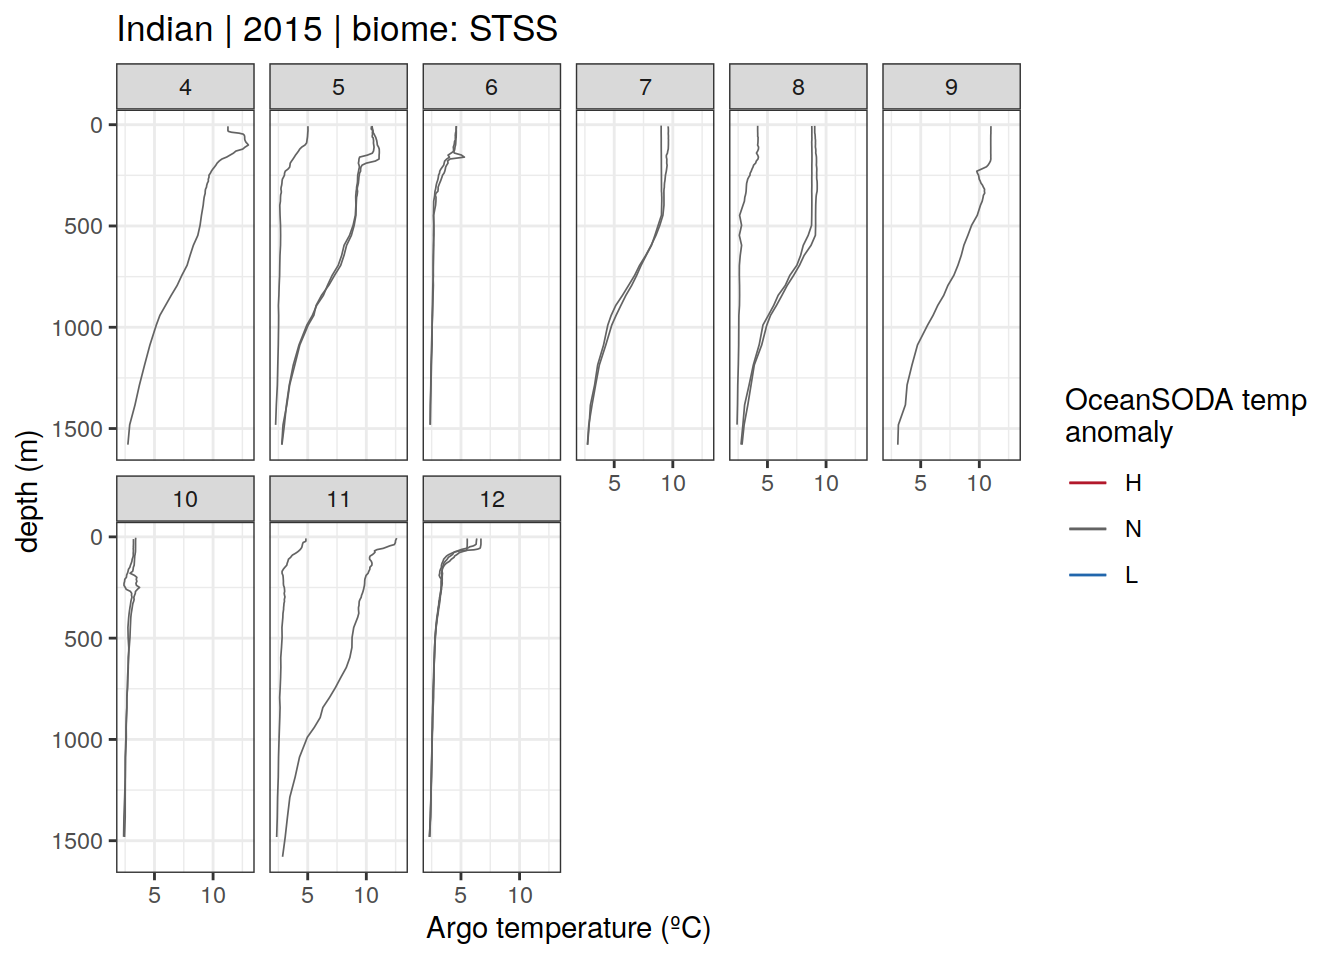 Indian | 2015 | biome: STSS
4 5 6 7 8 9
0
500
1000
1500
5 10 5 10 5 10
10 11 12
0
500
1000
1500
5 10 5 10 5 10
depth (m)
Argo temperature (ºC)
OceanSODA temp
anomaly
H
N
L